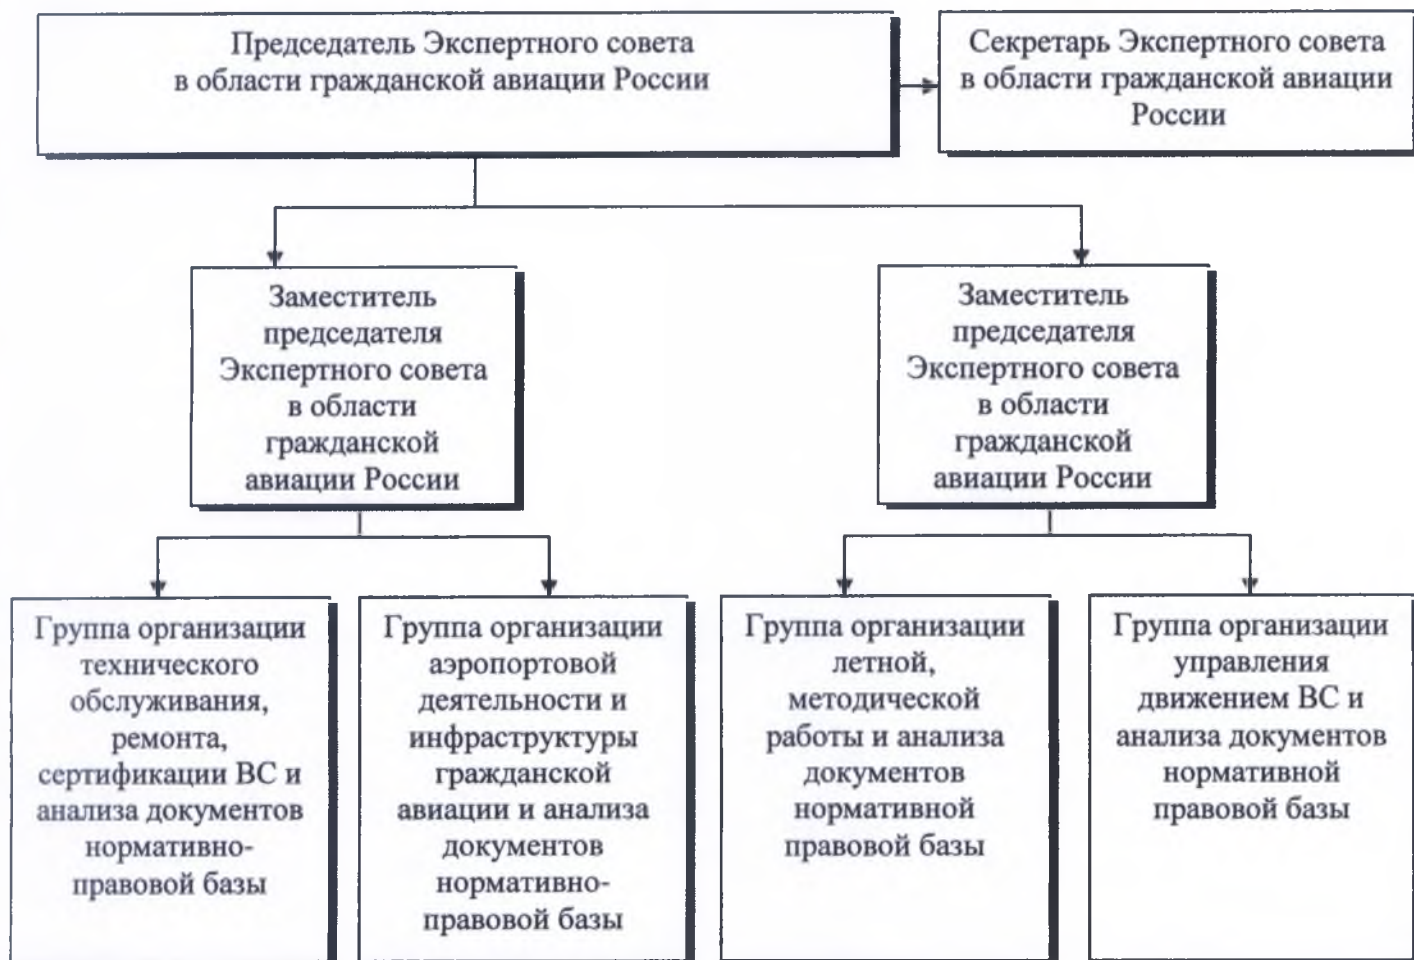 Председатель Экспертного совета
в области гражданской авиации России
Секретарь Экспертного совета
в области гражданской авиации
России
Заместитель
председателя
Экспертного совета
в области
гражданской
авиации России
Заместитель
председателя
Экспертного совета
в области
гражданской
авиации России
Группа организации
технического
обслуживания,
ремонта,
сертификации ВС и
анализа документов
нормативно-
правовой базы
Группа организации
аэропортовой
деятельности и
инфраструктуры
гражданской
авиации и анализа
документов
нормативно-
правовой базы
Группа организации
летной,
методической
работы и анализа
документов
нормативной
правовой базы
Группа организации
управления
движением ВС и
анализа документов
нормативной
правовой базы